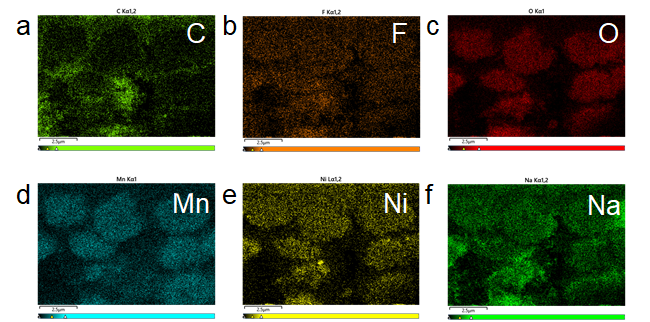 C Kα1,2
F Kα1,2
O Kα1
a
C
b
F
c
O
2.5μm
2.5μm
2.5μm
Mn Kα1
Ni Lα1,2
Na Kα1,2
d
Mn
e
Ni
f
Na
2.5μm
2.5μm
2.5μm